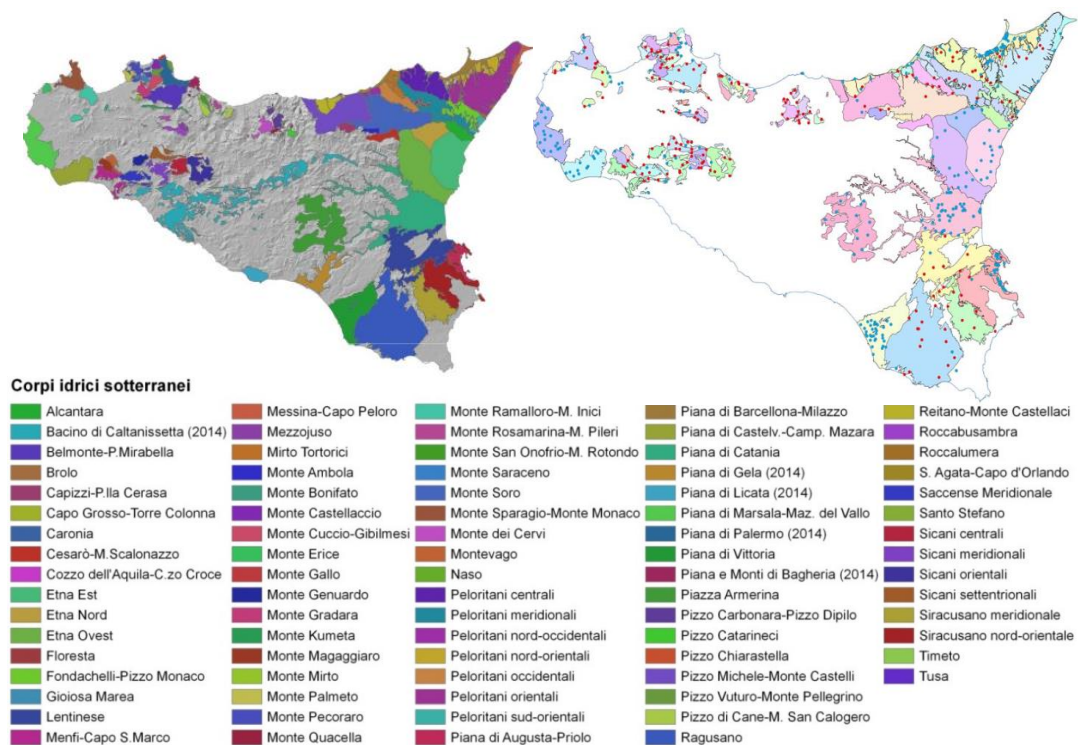 Corpi idrici sotterranei
Alcantara
Bacino di Caltanissetta (2014)
Belmonte-P.Mirabella
Brolo
Capizzi-P.lla Cerasa
Capo Grosso-Torre Colonna
Caronia
Cesarò-M.Scalonazzo
Cozzo dell'Aquila-C.zo Croce
Etna Est
Etna Nord
Etna Ovest
Floresta
Fondachelli-Pizzo Monaco
Gioiosa Marea
Lentinese
Menfi-Capo S.Marco
Messina-Capo Peloro
Mezzojuso
Mirto Tortorici
Monte Ambola
Monte Bonifato
Monte Castellaccio
Monte Cuccio-Gibilmesi
Monte Erice
Monte Gallo
Monte Genuardo
Monte Gradara
Monte Kumeta
Monte Magaggiaro
Monte Mirto
Monte Palmeto
Monte Pecoraro
Monte Quacella
Monte Ramalloro-M. Inici
Monte Rosamarina-M. Pileri
Monte San Onofrio-M. Rotondo
Monte Saraceno
Monte Soro
Monte Sparagio-Monte Monaco
Monte dei Cervi
Montevago
Naso
Peloritani centrali
Peloritani meridionali
Peloritani nord-occidentali
Peloritani nord-orientali
Peloritani occidentali
Peloritani orientali
Peloritani sud-orientali
Piana di Augusta-Priolo
Piana di Barcellona-Milazzo
Piana di Castelv.-Camp. Mazara
Piana di Catania
Piana di Gela (2014)
Piana di Licata (2014)
Piana di Marsala-Maz. del Vallo
Piana di Palermo (2014)
Piana di Vittoria
Piana e Monti di Bagheria (2014)
Piazza Armerina
Pizzo Carbonara-Pizzo Dipilo
Pizzo Catarineci
Pizzo Chiarastella
Pizzo Michele-Monte Castelli
Pizzo Vuturo-Monte Pellegrino
Pizzo di Cane-M. San Calogero
Ragusano
Reitano-Monte Castellaci
Roccabusambra
Roccalumera
S. Agata-Capo d'Orlando
Saccense Meridionale
Santo Stefano
Sicani centrali
Sicani meridionali
Sicani orientali
Sicani settentrionali
Siracusano meridionale
Siracusano nord-orientale
Timeto
Tusa